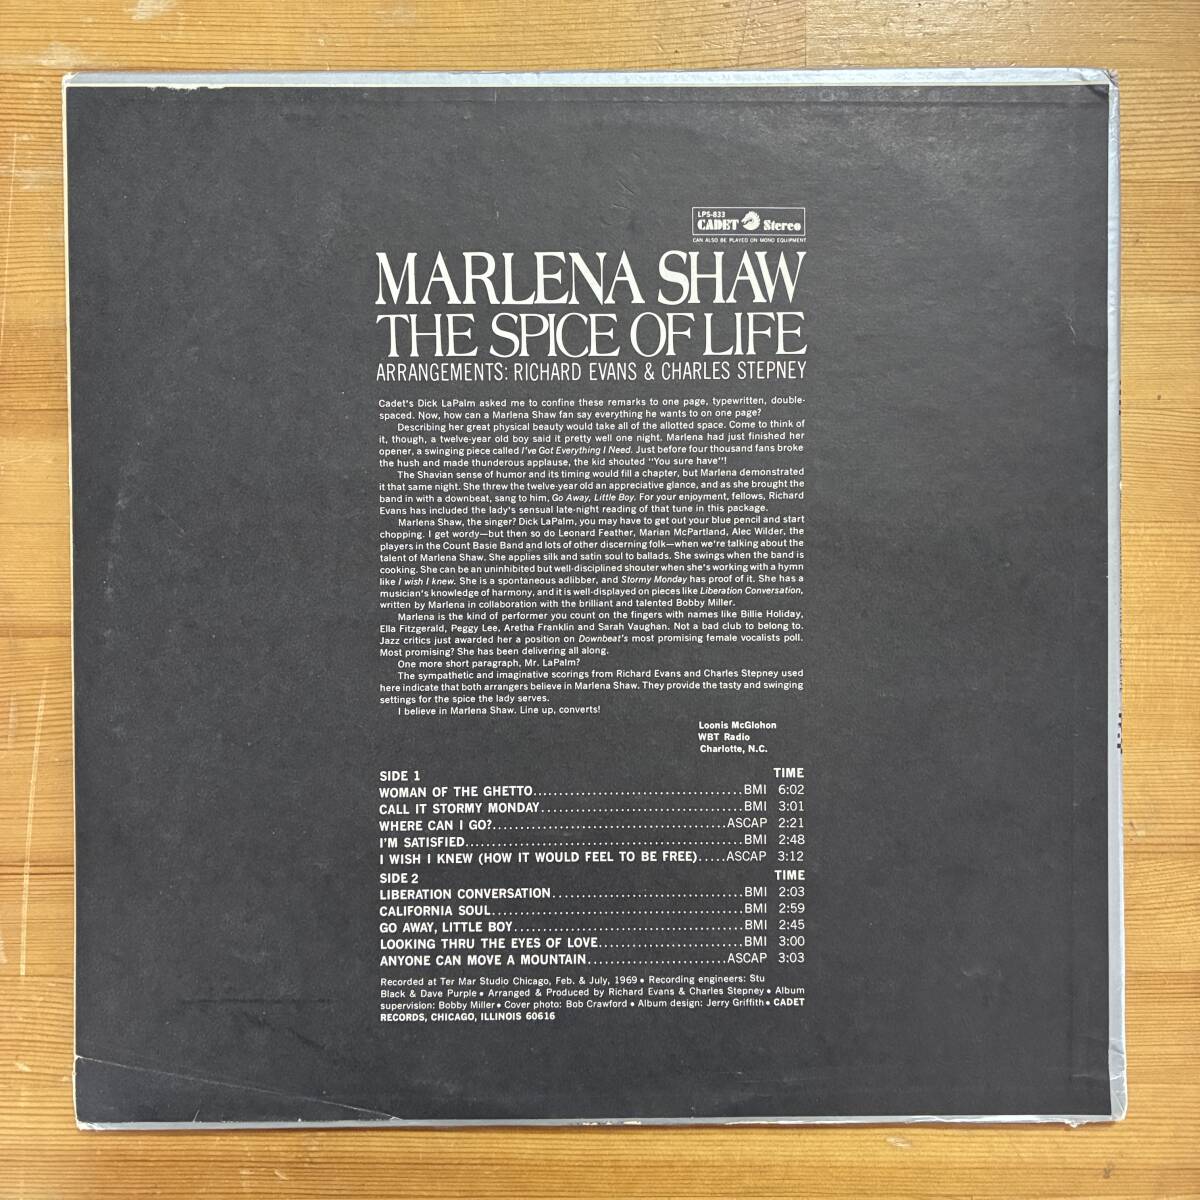 LPS-833
CADET Stereo
CAN ALSO BE PLAYED ON MONO EQUIPMENT
MARLENA SHAW
THE SPICE OF LIFE
ARRANGEMENTS: RICHARD EVANS & CHARLES STEPNEY
Cadet's Dick LaPalm asked me to confine these remarks to one page, typewritten, double-
spaced. Now, how can a Marlena Shaw fan say everything he wants to on one page?
Describing her great physical beauty would take all of the allotted space. Come to think of
it, though, a twelve-year old boy said it pretty well one night. Marlena had just finished her
opener, a swinging piece called I've Got Everything I Need. Just before four thousand fans broke
the hush and made thunderous applause, the kid shouted "You sure have"!
The Shavian sense of humor and its timing would fill a chapter, but Marlena demonstrated
it that same night. She threw the twelve-year old an appreciative glance, and as she brought the
band in with a downbeat, sang to him, Go Away, Little Boy. For your enjoyment, fellows, Richard
Evans has included the lady's sensual late-night reading of that tune in this package.
Marlena Shaw, the singer? Dick LaPalm, you may have to get out your blue pencil and start
chopping. I get wordy—but then so do Leonard Feather, Marian McPartland, Alec Wilder, the
players in the Count Basie Band and lots of other discerning folk—when we're talking about the
talent of Marlena Shaw. She applies silk and satin soul to ballads. She swings when the band is
cooking. She can be an uninhibited but well-disciplined shouter when she's working with a hymn
like I wish I knew. She is a spontaneous adlibber, and Stormy Monday has proof of it. She has a
musician's knowledge of harmony, and it is well-displayed on pieces like Liberation Conversation,
written by Marlena in collaboration with the brilliant and talented Bobby Miller.
Marlena is the kind of performer you count on the fingers with names like Billie Holiday,
Ella Fitzgerald, Peggy Lee, Aretha Franklin and Sarah Vaughan. Not a bad club to belong to.
Jazz critics just awarded her a position on Downbeat's most promising female vocalists poll.
Most promising? She has been delivering all along.
One more short paragraph, Mr. LaPalm?
The sympathetic and imaginative scorings from Richard Evans and Charles Stepney used
here indicate that both arrangers believe in Marlena Shaw. They provide the tasty and swinging
settings for the spice the lady serves.
I believe in Marlena Shaw. Line up, converts!
Loonis McGlohon
WBT Radio
Charlotte, N.C.
SIDE 1 TIME
WOMAN OF THE GHETTO..................................BMI 6:02
CALL IT STORMY MONDAY.................................BMI 3:01
WHERE CAN I GO?......................................ASCAP 2:21
I'M SATISFIED.............................................BMI 2:48
I WISH I KNEW (HOW IT WOULD FEEL TO BE FREE).....ASCAP 3:12
SIDE 2 TIME
LIBERATION CONVERSATION...............................BMI 2:03
CALIFORNIA SOUL.........................................BMI 2:59
GO AWAY, LITTLE BOY.....................................BMI 2:45
LOOKING THRU THE EYES OF LOVE........................BMI 3:00
ANYONE CAN MOVE A MOUNTAIN.......................ASCAP 3:03
Recorded at Ter Mar Studio Chicago, Feb. & July, 1969 • Recording engineers: Stu
Black & Dave Purple • Arranged & Produced by Richard Evans & Charles Stepney • Album
supervision: Bobby Miller • Cover photo: Bob Crawford • Album design: Jerry Griffith • CADET
RECORDS, CHICAGO, ILLINOIS 60616